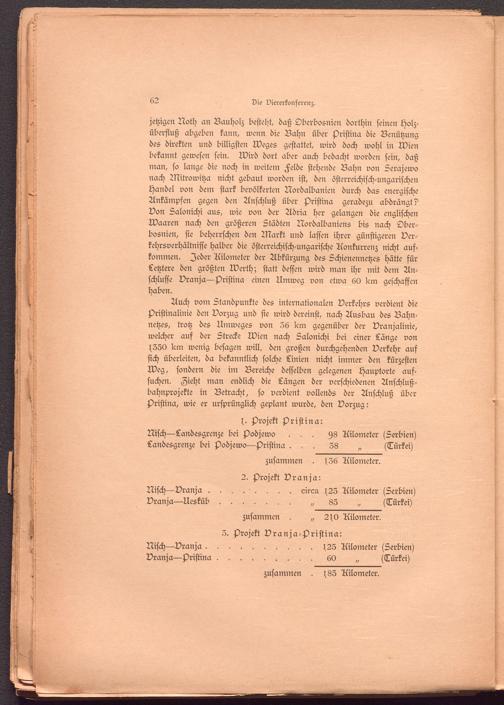 62
Die Viererkonferenz.
jetzigen Noth an Bauholz besteht, daß Oberbosnien dorthin seinen Holz-
überfluß abgeben kann, wenn die Bahn über Pristina die Benützung
des direkten und billigsten Weges gestattet, wird doch wohl in Wien
bekannt gewesen sein. Wird dort aber auch bedacht worden sein, daß
man, so lange die noch in weitem Felde stehende Bahn von Serajewo
nach Mitrowitza nicht gebaut worden ist, den österreichisch-ungarischen
Handel von dem stark bevölkerten Nordalbanien durch das energische
Ankämpfen gegen den Anschluß über Pristina geradezu abdrängt?
Von Salonichi aus, wie von der Adria her gelangen die englischen
Waaren nach den größeren Städten Nordalbaniens bis nach Ober-
bosnien, sie beherrschen den Markt und lassen ihrer günstigeren Ver-
kehrsverhältnisse halber die österreichisch-ungarische Konkurrenz nicht auf-
kommen. Jeder Kilometer der Abkürzung des Schienennetzes hätte für
Letztere den größten Werth; statt dessen wird man ihr mit dem An-
schlusse Vranja—Pristina einen Umweg von etwa 60 km geschaffen
haben.
Auch vom Standpunkte des internationalen Verkehrs verdient die
Pristinalinie den Vorzug und sie wird dereinst, nach Ausbau des Bahn-
netzes, trotz des Umweges von 36 km gegenüber der Vranjalinie,
welcher auf der Strecke Wien nach Salonichi bei einer Länge von
1350 km wenig besagen will, den großen durchgehenden Verkehr auf
sich überleiten, da bekanntlich solche Linien nicht immer den kürzesten
Weg, sondern die im Bereiche desselben gelegenen Hauptorte auf-
suchen. Zieht man endlich die Längen der verschiedenen Anschluß-
bahnprojekte in Betracht, so verdient vollends der Anschluß über
Pristina, wie er ursprünglich geplant wurde, den Vorzug:
1. Projekt Pristina:
Nisch—Landesgrenze bei Podjewo . . . 98 Kilometer (Serbien)
Landesgrenze bei Podjewo—Pristina . . . 38 „ (Türkei)
zusammen . 136 Kilometer.
2. Projekt Vranja:
Nisch—Vranja . . . . . . . . circa 125 Kilometer (Serbien)
Vranja—Uesküb . . . . . . . „ 85 „ (Türkei)
zusammen . „ 210 Kilometer.
3. Projekt Vranja-Pristina:
Nisch—Vranja . . . . . . . . . . 125 Kilometer (Serbien)
Vranja—Pristina . . . . . . . . . 60 „ (Türkei)
zusammen . 185 Kilometer.